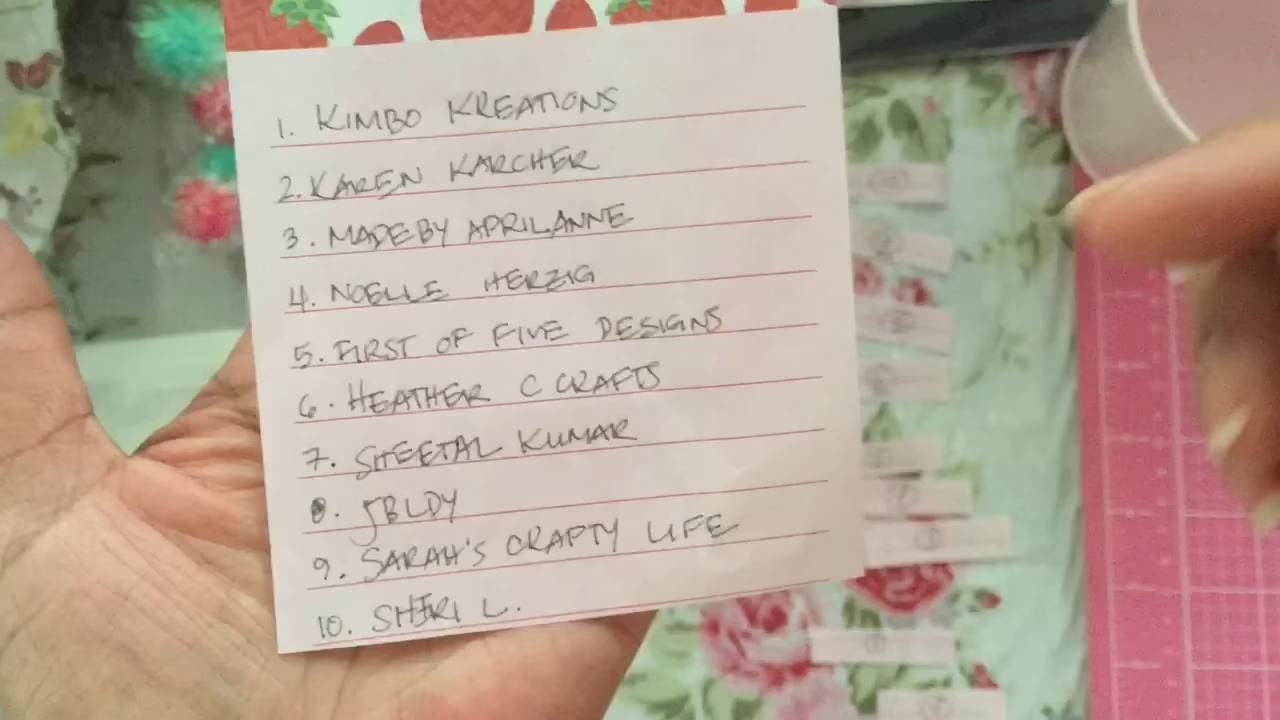 1. KIMBO KREATIONS
2. KAREN KARCHER
3. MADEBY APRILANNE
4. NOELLE HERZIG
5. FIRST OF FIVE DESIGNS
6. HEATHER C CRAFTS
7. SHEETAL KUMAR
8. JBLDY
9. SARAH'S CRAFTY LIFE
10. SHERI L.